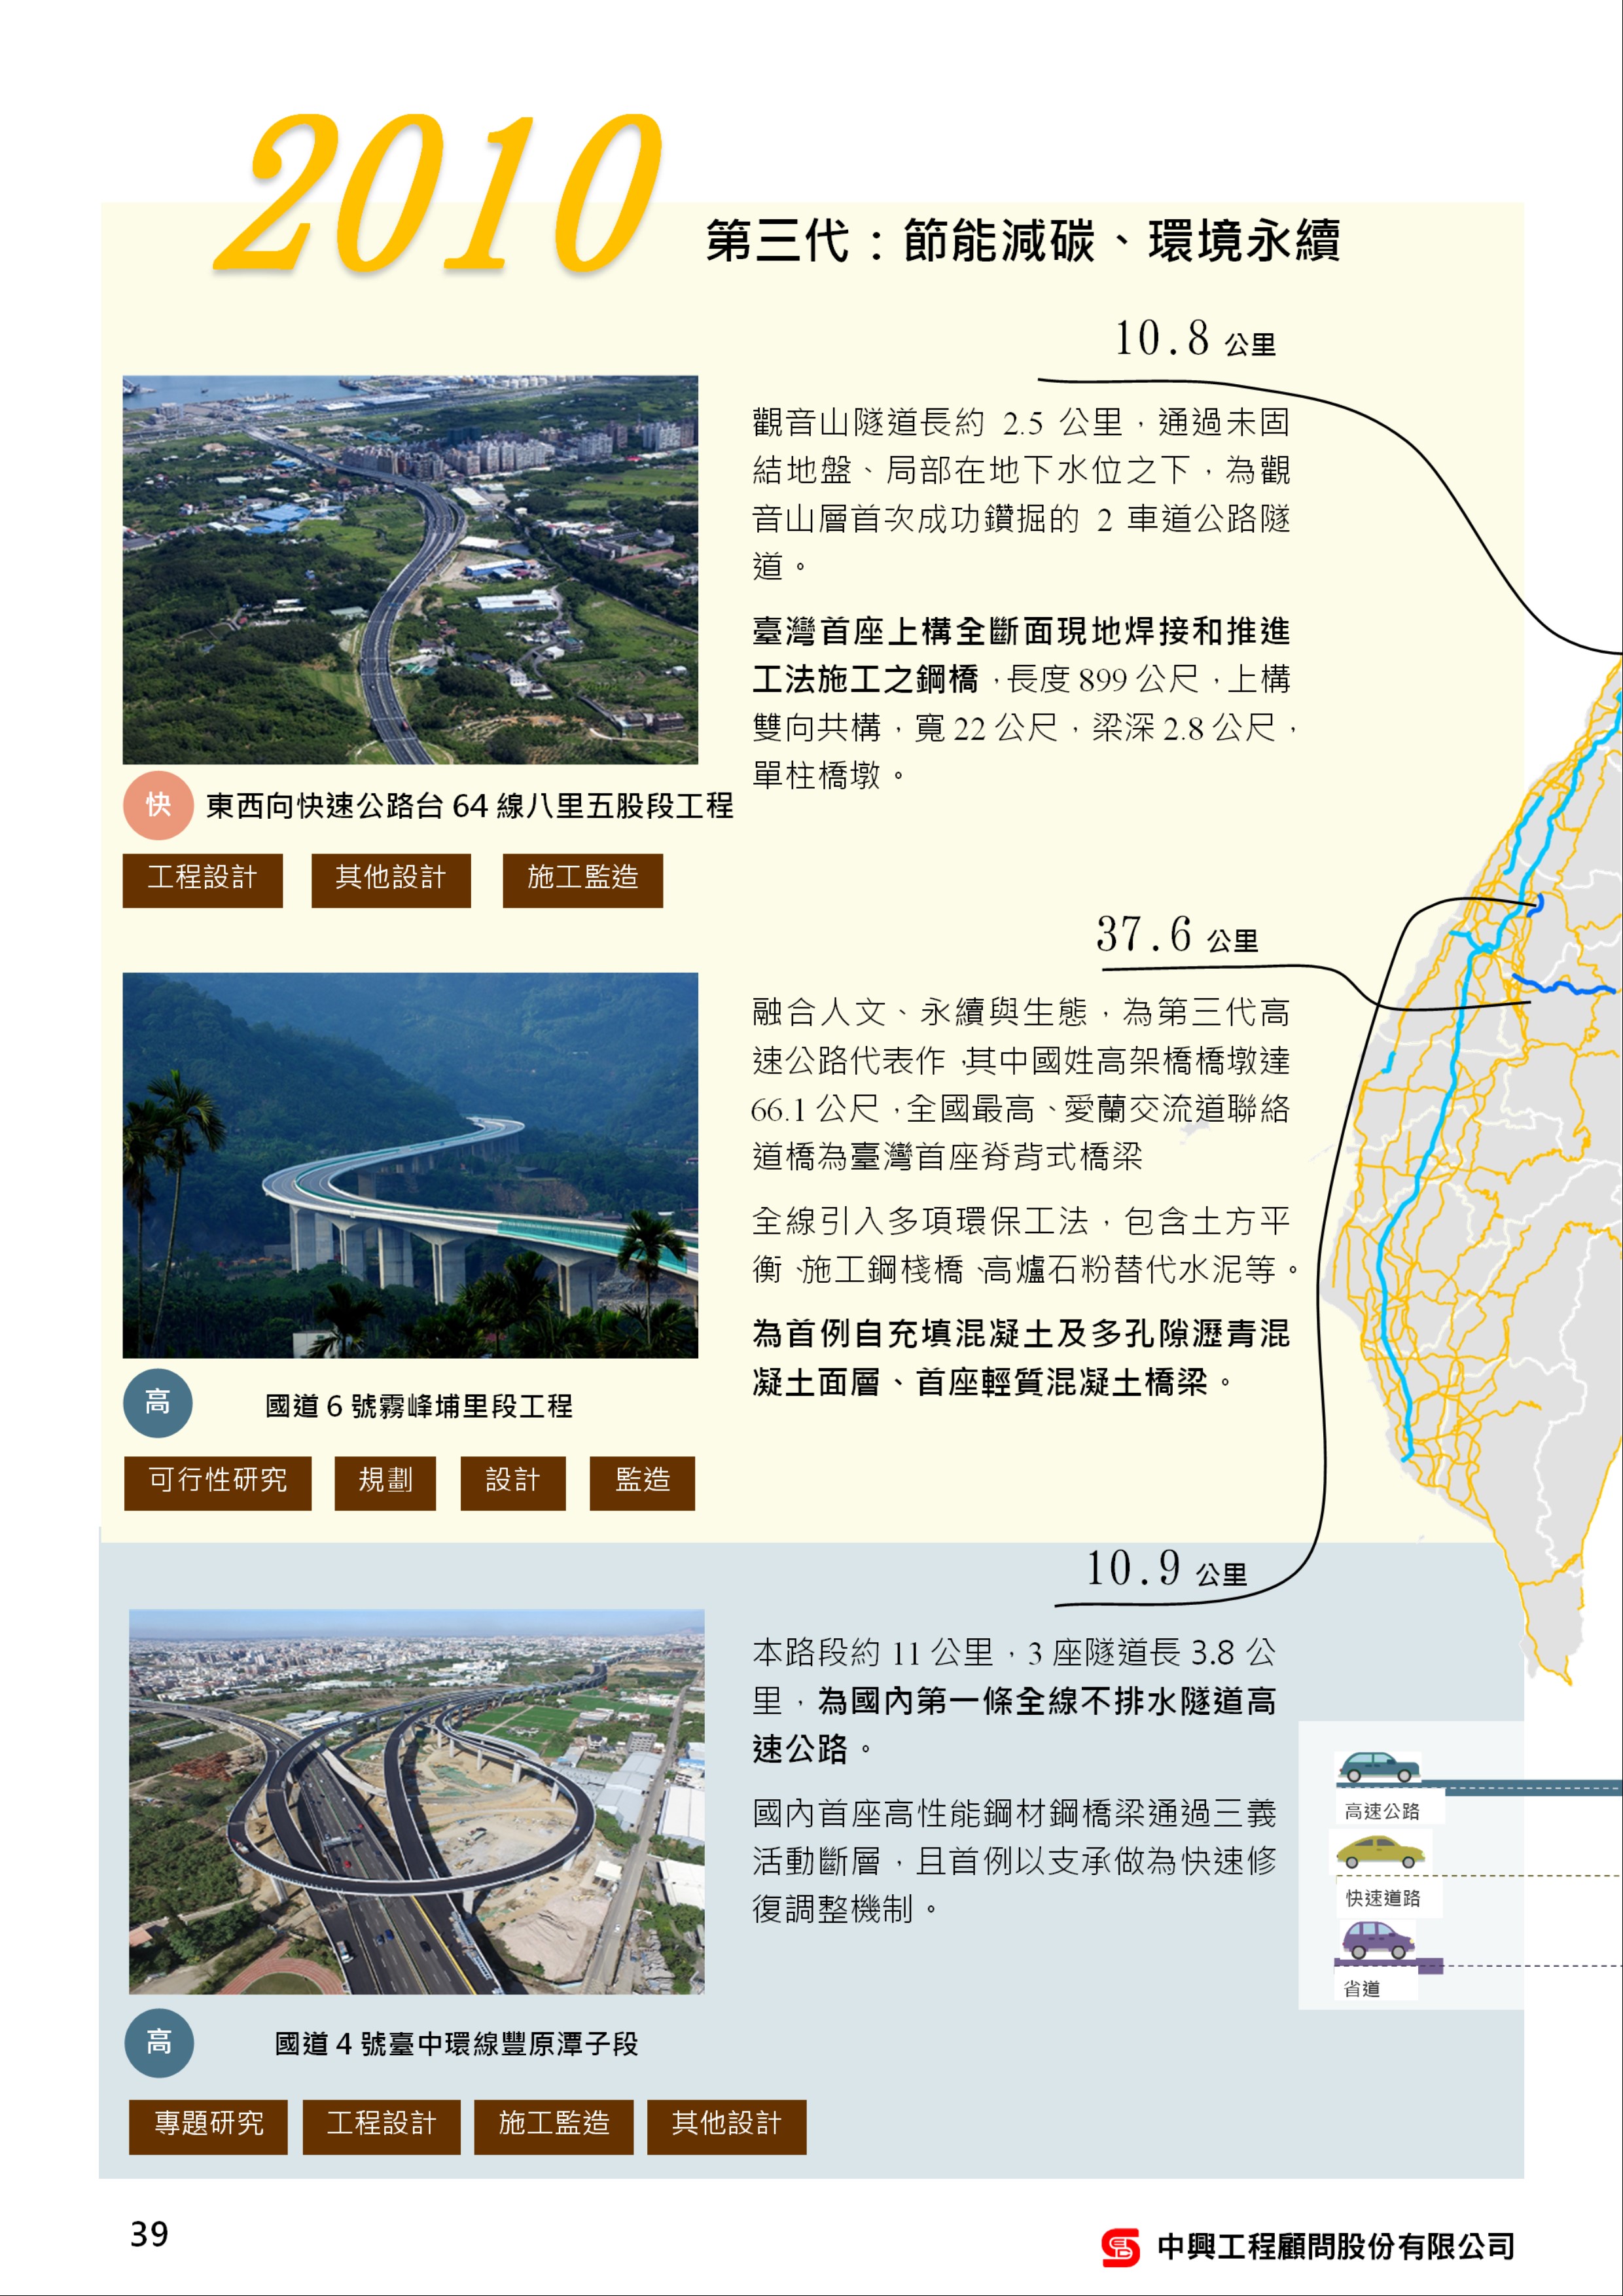 2010
第三代：節能減碳、環境永續
10.8 公里
觀音山隧道長約 2.5 公里，通過未固
結地盤、局部在地下水位之下，為觀
音山層首次成功鑽掘的 2 車道公路隧
道。
臺灣首座上構全斷面現地焊接和推進
工法施工之鋼橋，長度 899 公尺，上構
雙向共構，寬 22 公尺，梁深 2.8 公尺，
單柱橋墩。
快 東西向快速公路台 64 線八里五股段工程
工程設計 其他設計 施工監造
37.6 公里
融合人文、永續與生態，為第三代高
速公路代表作，其中國姓高架橋橋墩達
66.1 公尺，全國最高、愛蘭交流道聯絡
道橋為臺灣首座脊背式橋梁
全線引入多項環保工法，包含土方平
衡、施工鋼棧橋、高爐石粉替代水泥等。
為首例自充填混凝土及多孔隙瀝青混
凝土面層、首座輕質混凝土橋梁。
高 國道 6 號霧峰埔里段工程
可行性研究 規劃 設計 監造
10.9 公里
本路段約 11 公里，3 座隧道長 3.8 公
里，為國內第一條全線不排水隧道高
速公路。
國內首座高性能鋼材鋼橋梁通過三義
活動斷層，且首例以支承做為快速修
復調整機制。
高速公路
快速道路
省道
高 國道 4 號臺中環線豐原潭子段
專題研究 工程設計 施工監造 其他設計
39
中興工程顧問股份有限公司